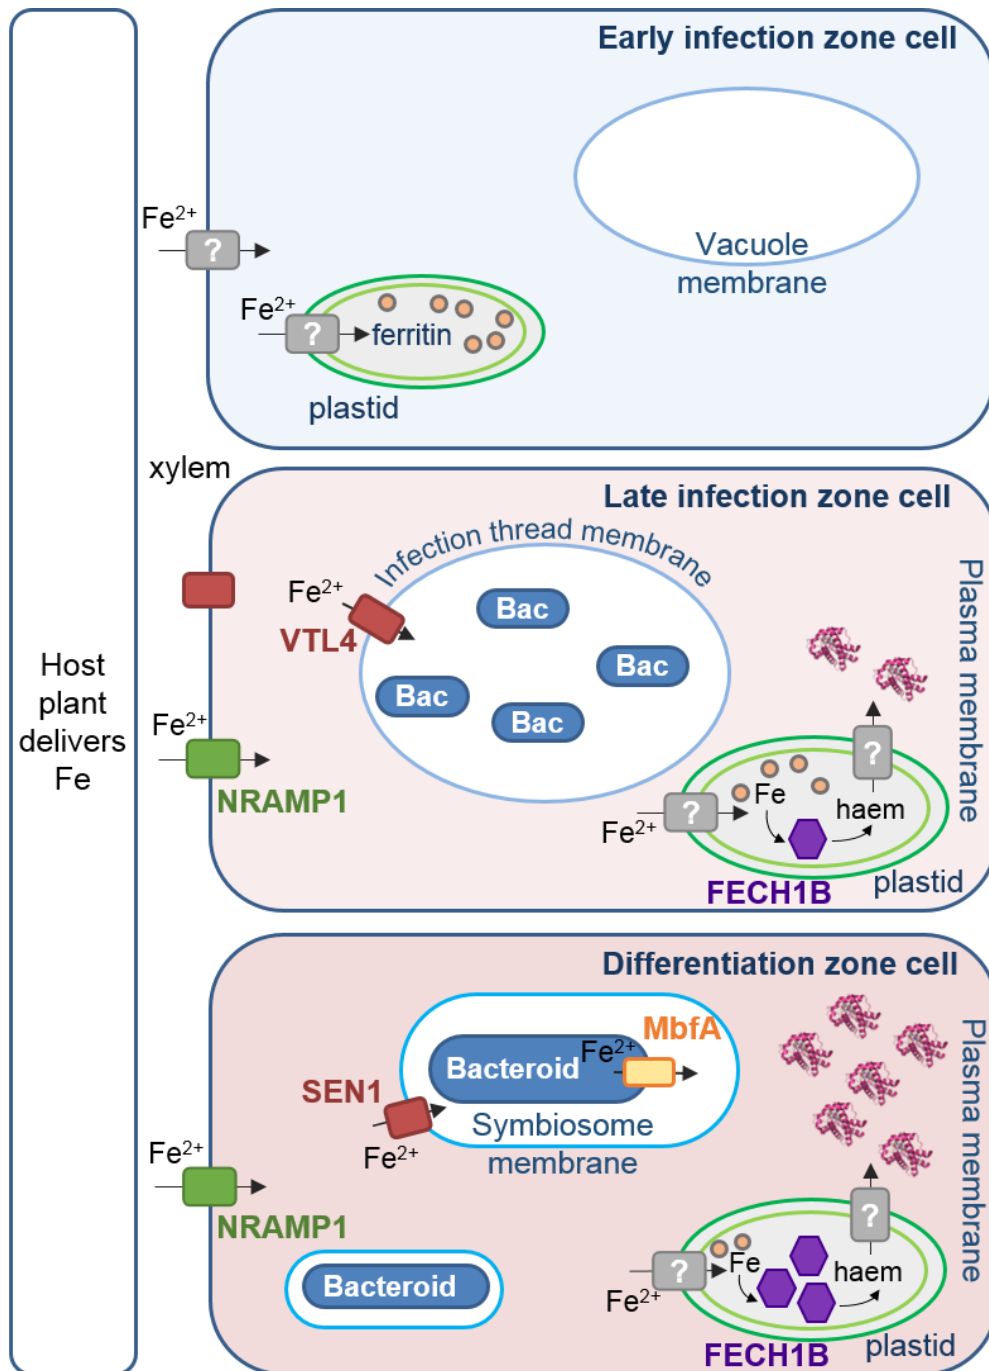 Host
plant
delivers
Fe
xylem
Early infection zone cell
Vacuole
membrane
Fe²⁺
?
Fe²⁺
?
ferritin
plastid
Late infection zone cell
Infection thread membrane
Plasma membrane
Fe²⁺
VTL4
Bac
Bac
Bac
Bac
Fe²⁺
NRAMP1
?
Fe²⁺
?
Fe
haem
FECH1B
plastid
Differentiation zone cell
Plasma membrane
MbfA
Fe²⁺
Bacteroid
SEN1
Fe²⁺
Symbiosome
membrane
Fe²⁺
NRAMP1
Bacteroid
?
Fe²⁺
?
Fe
haem
FECH1B
plastid